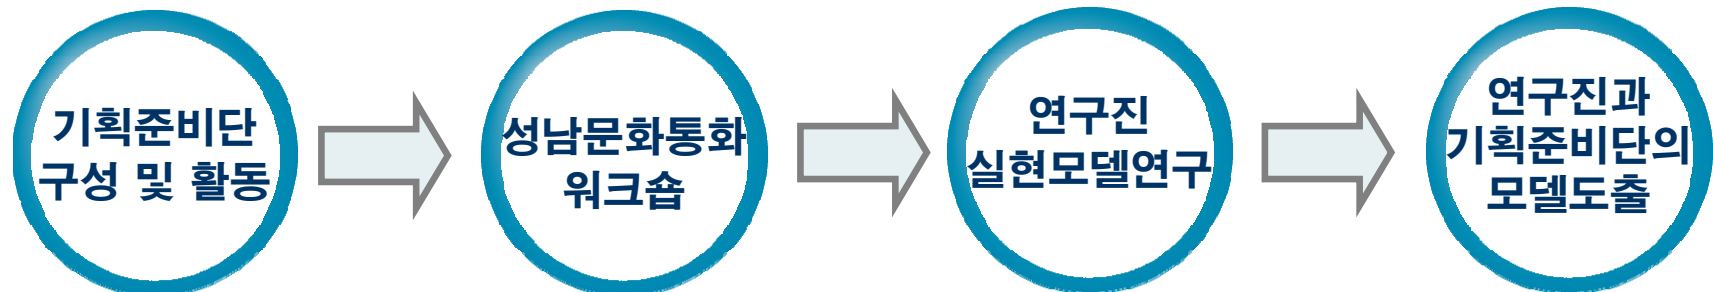 기획준비단
구성 및 활동
성남문화통화
워크숍
연구진
실현모델연구
연구진과
기획준비단의
모델도출